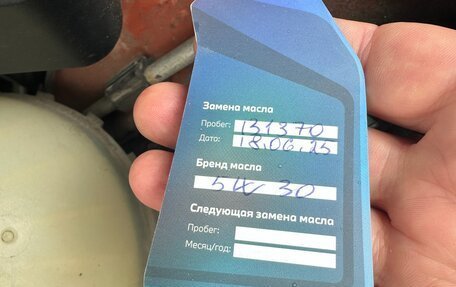 Замена масла
Пробег: 131370
Дата: 18.06.25
Бренд масла
5W 30
Следующая замена масла
Пробег:
Месяц/год: